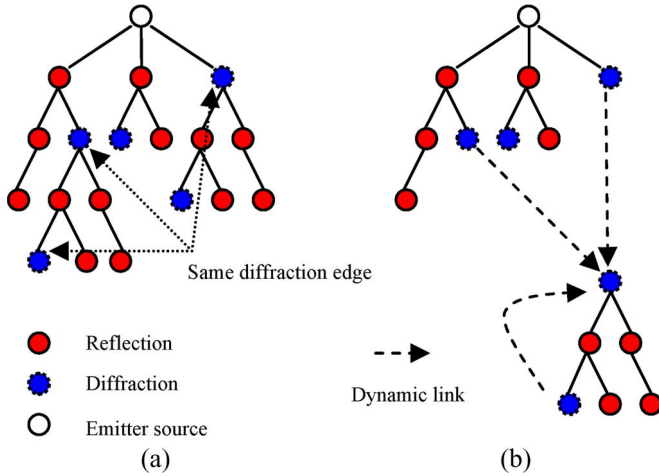 Same diffraction edge
Reflection
Diffraction
Emitter source
Dynamic link
(a)
(b)